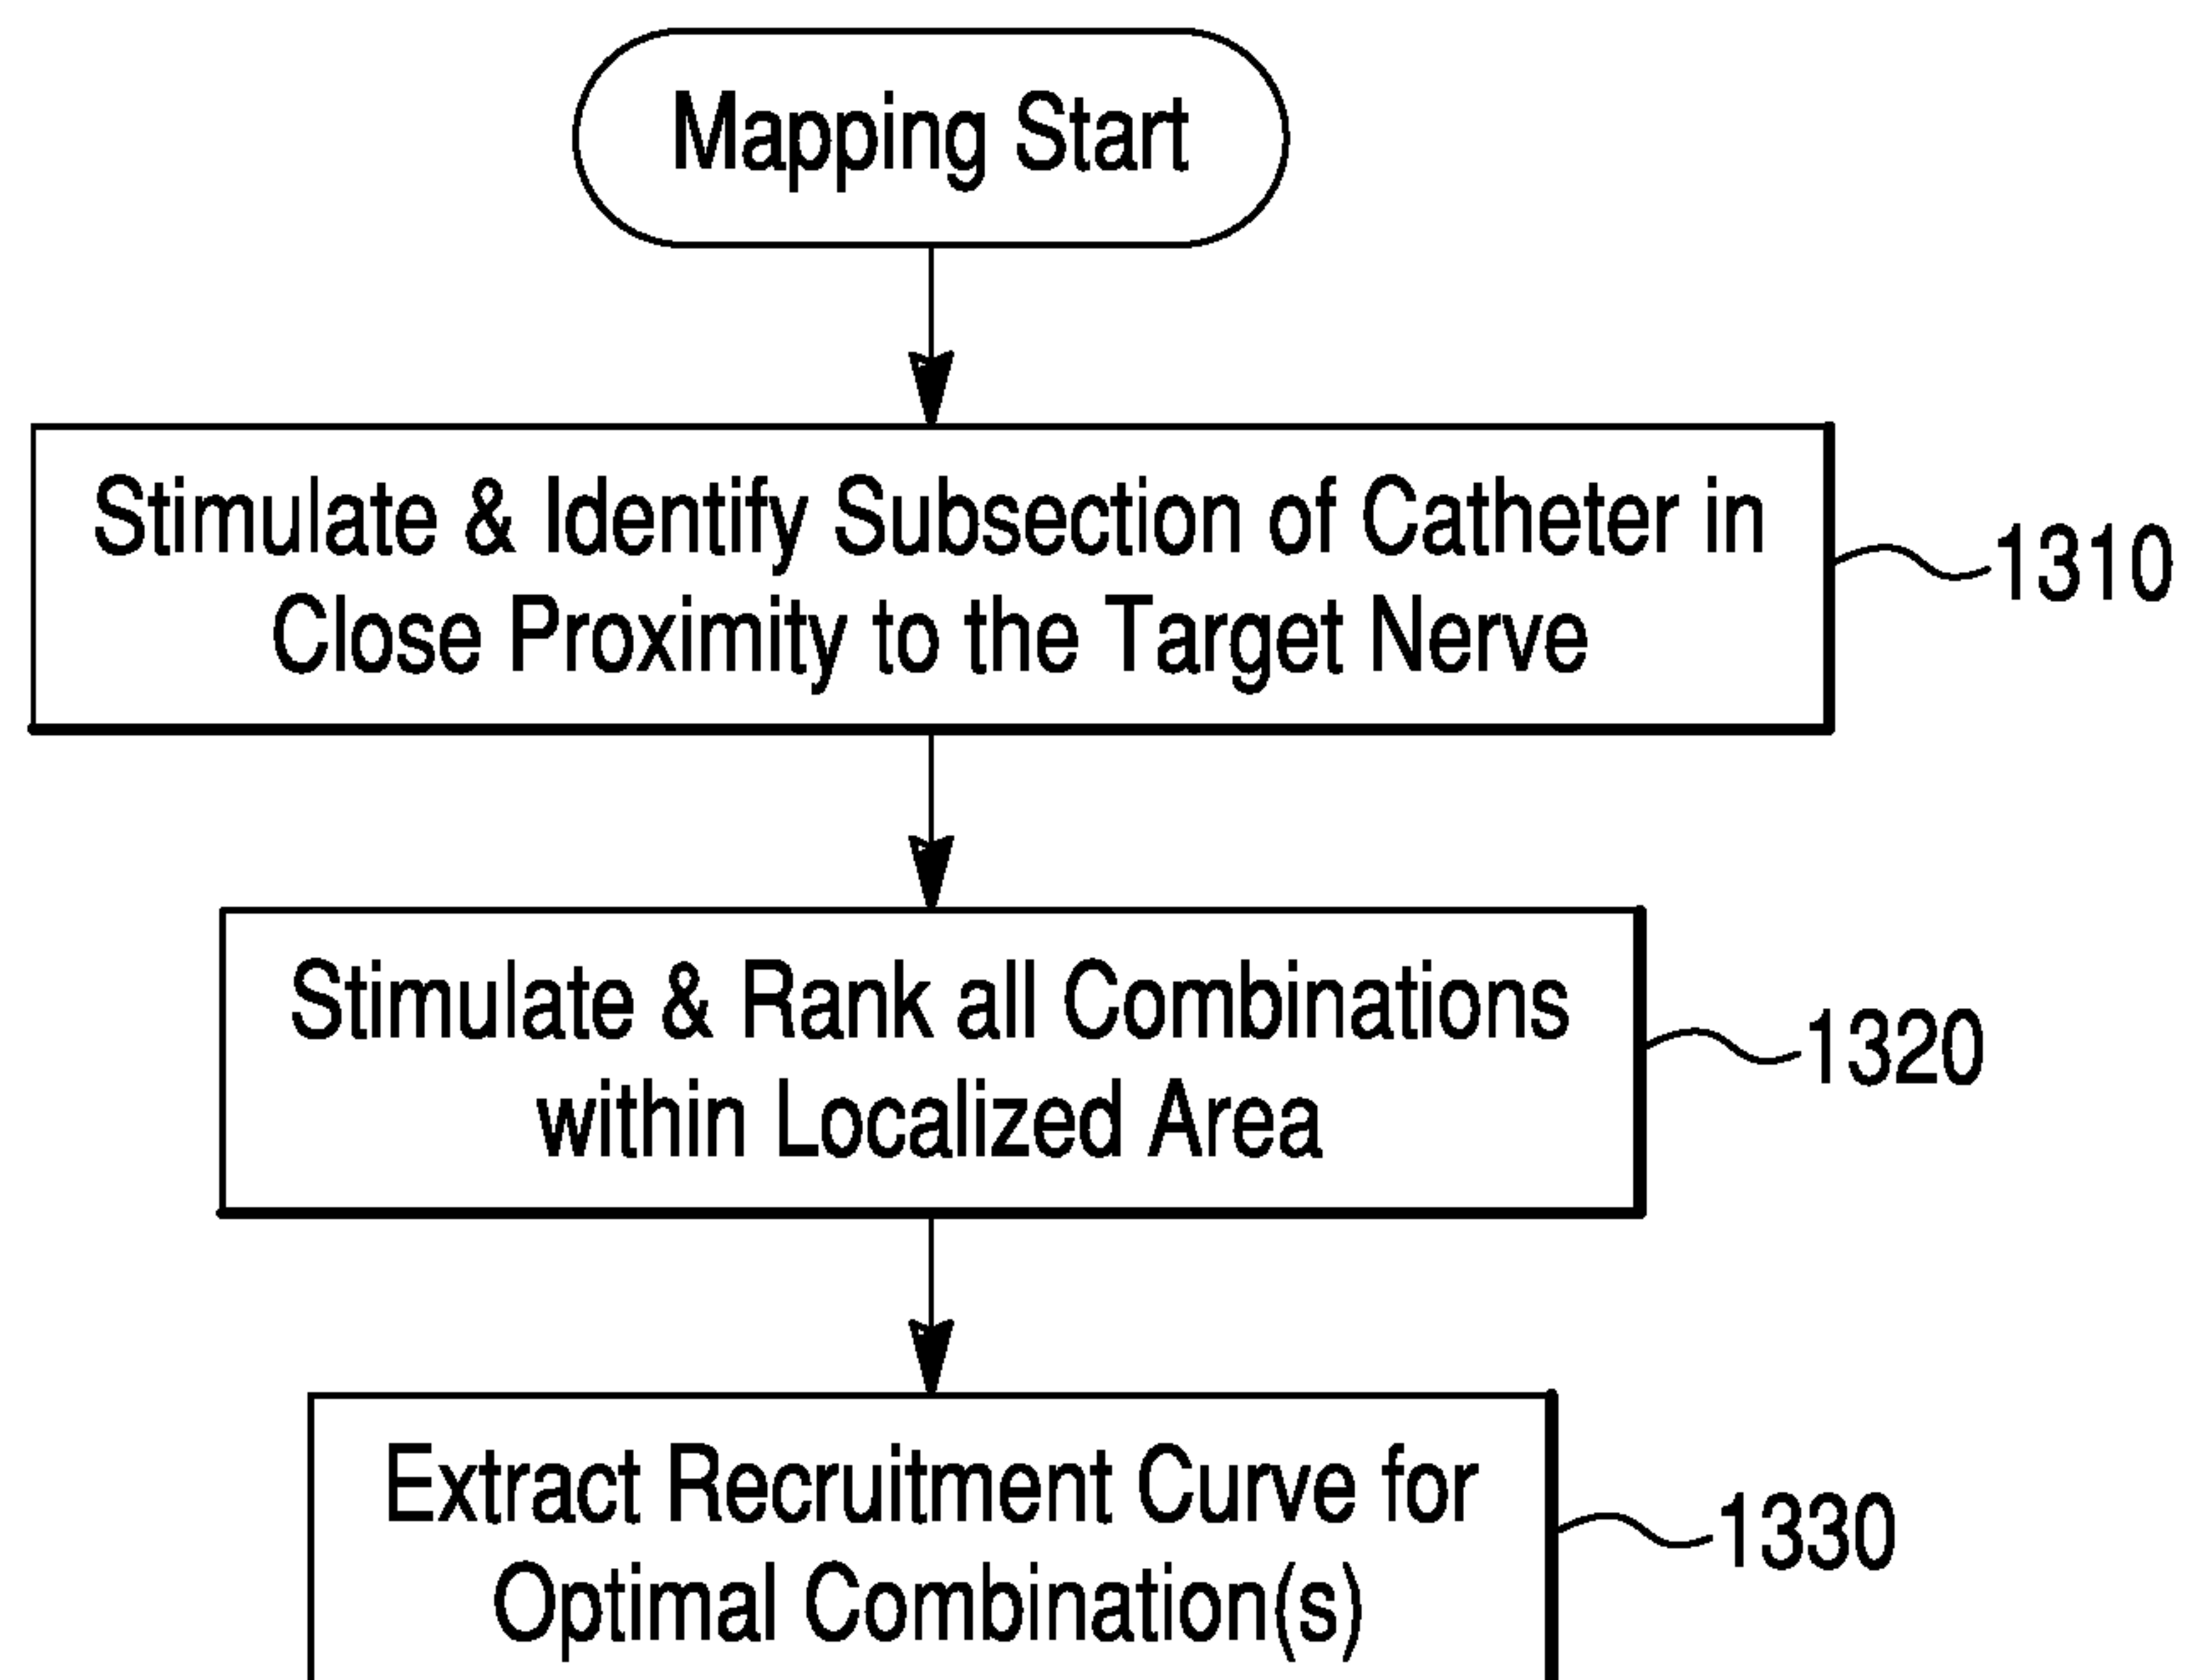 Mapping Start
Stimulate & Identify Subsection of Catheter in
Close Proximity to the Target Nerve
1310
Stimulate & Rank all Combinations
within Localized Area
1320
Extract Recruitment Curve for
Optimal Combination(s)
1330